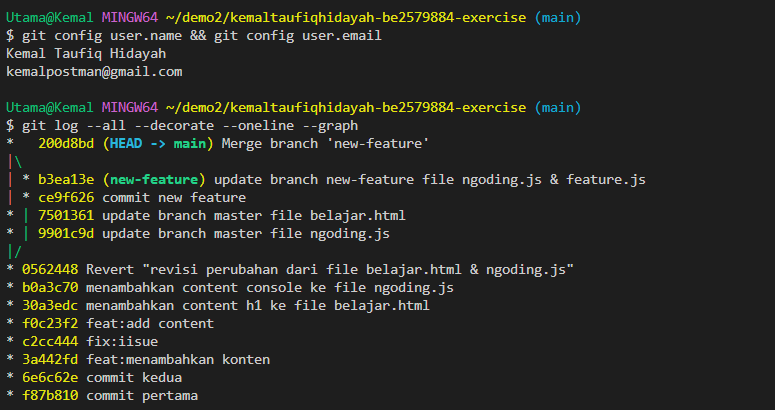 Utama@Kemal MINGW64 ~/demo2/kemaltaufiqhidayah-be2579884-exercise (main)
$ git config user.name && git config user.email
Kemal Taufiq Hidayah
kemalpostman@gmail.com
Utama@Kemal MINGW64 ~/demo2/kemaltaufiqhidayah-be2579884-exercise (main)
$ git log --all --decorate --oneline --graph
*   200d8bd (HEAD -> main) Merge branch 'new-feature'
|\
| * b3ea13e (new-feature) update branch new-feature file ngoding.js & feature.js
| * ce9f626 commit new feature
* | 7501361 update branch master file belajar.html
* | 9901c9d update branch master file ngoding.js
|/
* 0562448 Revert "revisi perubahan dari file belajar.html & ngoding.js"
* b0a3c70 menambahkan content console ke file ngoding.js
* 30a3edc menambahkan content h1 ke file belajar.html
* f0c23f2 feat:add content
* c2cc444 fix:iisue
* 3a442fd feat:menambahkan konten
* 6e6c62e commit kedua
* f87b810 commit pertama